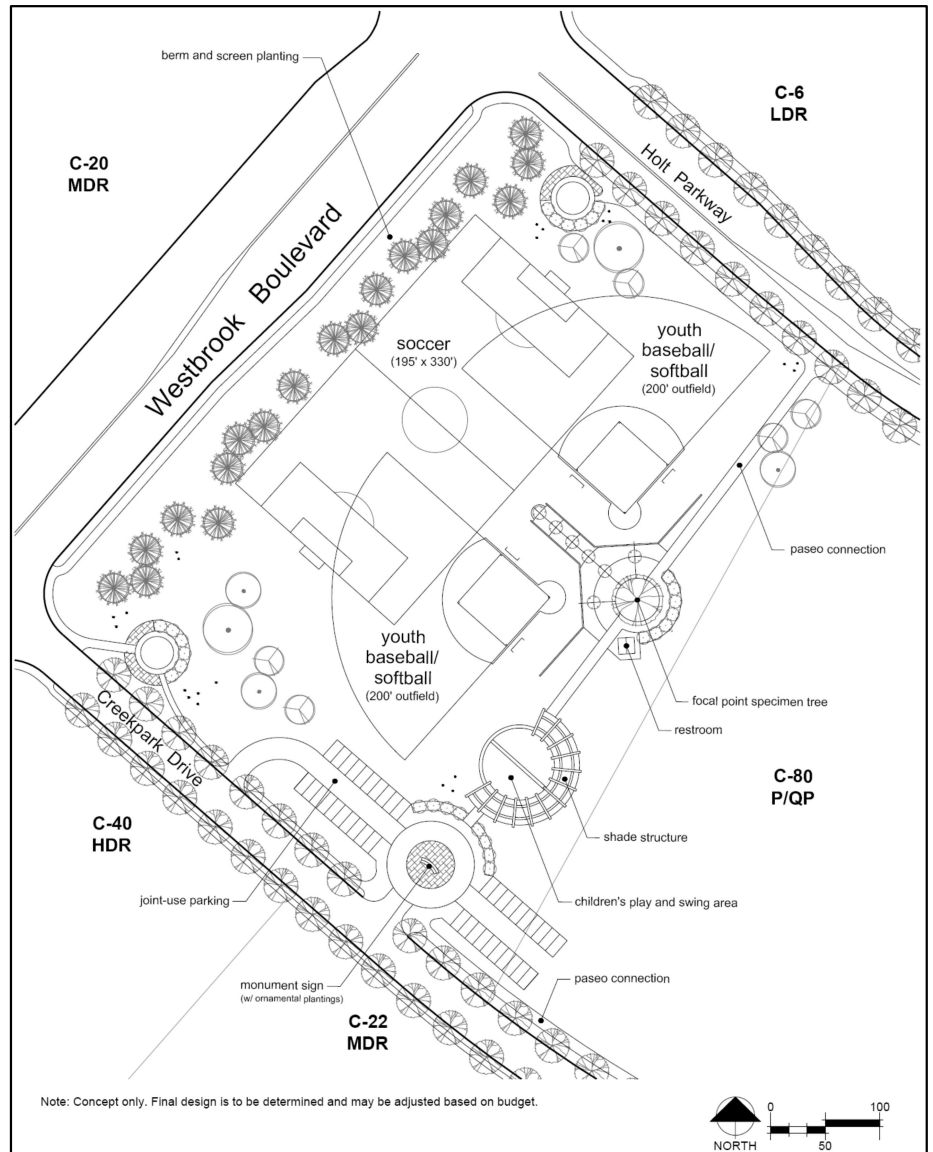 berm and screen planting
C-6
LDR
C-20
MDR
Holt Parkway
Westbrook Boulevard
soccer
(195' x 330')
youth
baseball/
softball
(200' outfield)
paseo connection
youth
baseball/
softball
(200' outfield)
focal point specimen tree
restroom
Creekpark Drive
C-80
P/QP
C-40
HDR
shade structure
joint-use parking
children's play and swing area
monument sign
(w/ ornamental plantings)
paseo connection
C-22
MDR
Note: Concept only. Final design is to be determined and may be adjusted based on budget.
NORTH
0
50
100